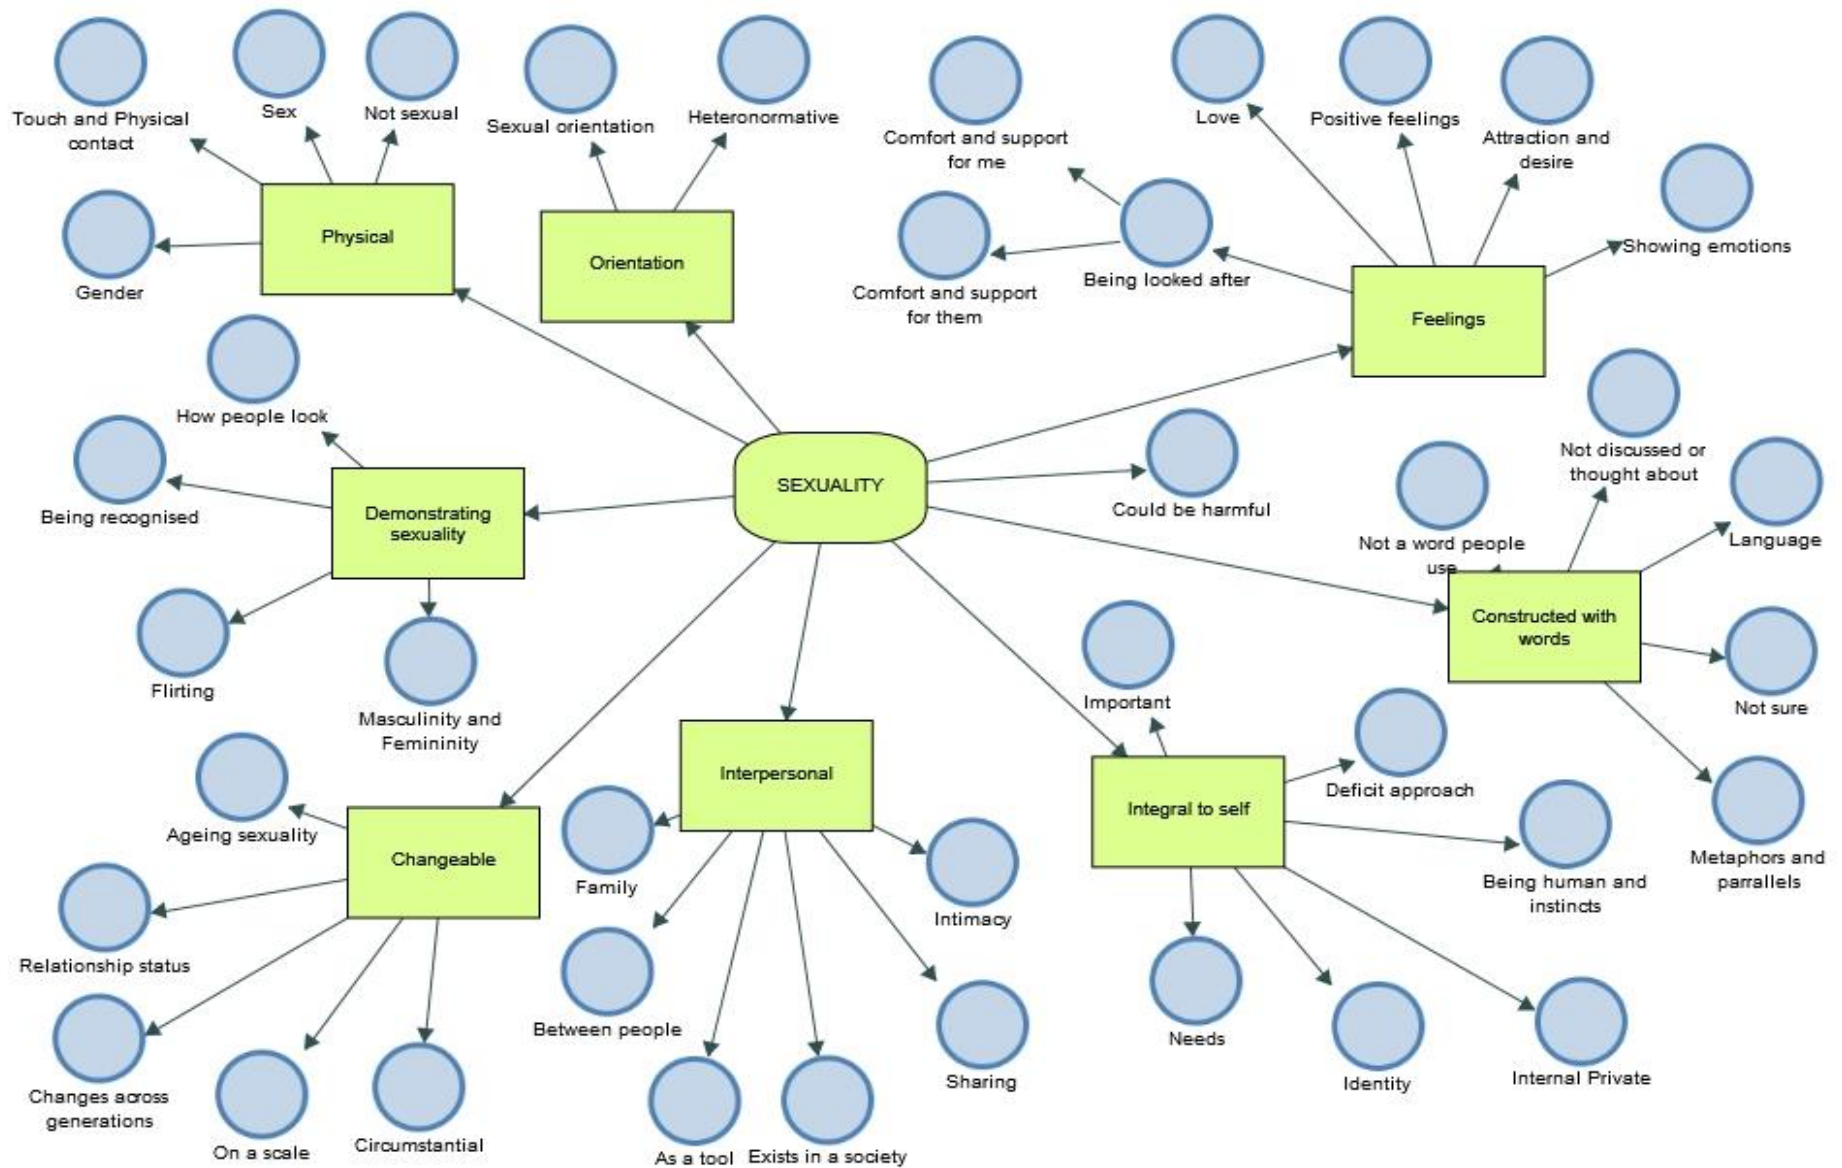 Touch and Physical
contact
Sex
Not sexual
Sexual orientation
Heteronormative
Comfort and support
for me
Love
Positive feelings
Attraction and
desire
Showing emotions
Physical
Orientation
Gender
Comfort and support
for them
Being looked after
Feelings
How people look
Being recognised
Demonstrating
sexuality
SEXUALITY
Could be harmful
Not discussed or
thought about
Not a word people
use
Language
Constructed with
words
Flirting
Masculinity and
Femininity
Important
Not sure
Ageing sexuality
Interpersonal
Integral to self
Deficit approach
Metaphors and
parrallels
Changeable
Family
Intimacy
Being human and
instincts
Relationship status
Between people
Sharing
Needs
Identity
Internal Private
Changes across
generations
On a scale
Circumstantial
As a tool
Exists in a society